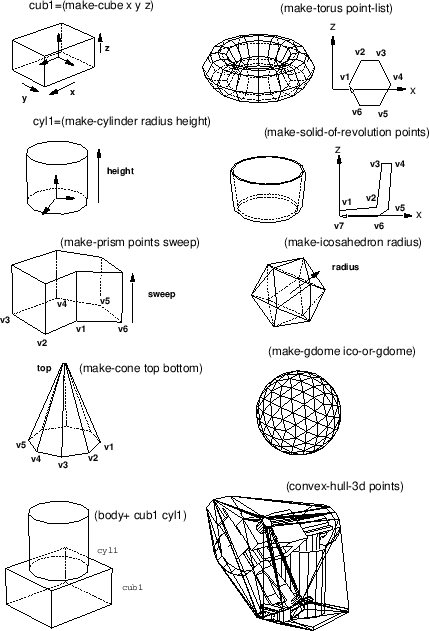 cub1=(make-cube x y z)
z
y
x
(make-torus point-list)
Z
v2 v3
v1 v4
X
v6 v5
cyl1=(make-cylinder radius height)
height
(make-solid-of-revolution points)
Z
v3 v4
v1 v2 v5
X
v7 v6
(make-prism points sweep)
v4 v5
sweep
v3 v1 v6
v2
(make-icosahedron radius)
radius
top
(make-cone top bottom)
v5 v1
v4 v3 v2
(make-gdome ico-or-gdome)
(body+ cub1 cyl1)
cyl1
cub1
(convex-hull-3d points)